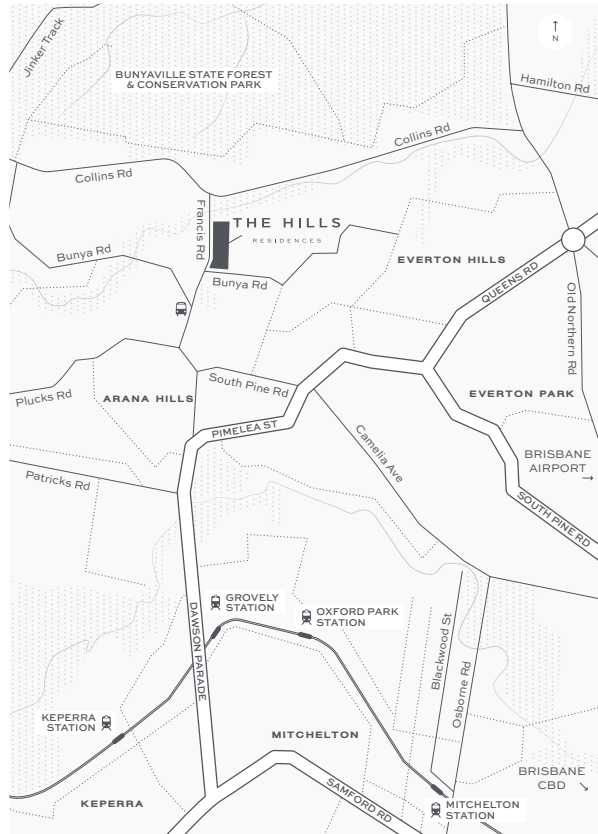 Jinker Track
N
BUNYAVILLE STATE FOREST
& CONSERVATION PARK
Hamilton Rd
Collins Rd
Collins Rd
Francis Rd
THE HILLS
RESIDENCES
Bunya Rd
EVERTON HILLS
Bunya Rd
QUEENS RD
Old Northern Rd
South Pine Rd
Plucks Rd
ARANA HILLS
EVERTON PARK
PIMELEA ST
Camelia Ave
BRISBANE
AIRPORT →
Patricks Rd
SOUTH PINE RD
GROVELY
STATION
OXFORD PARK
STATION
DAWSON PARADE
Blackwood St
Osborne Rd
KEPERRA
STATION
MITCHELTON
BRISBANE
CBD ↘
SAMFORD RD
KEPERRA
MITCHELTON
STATION